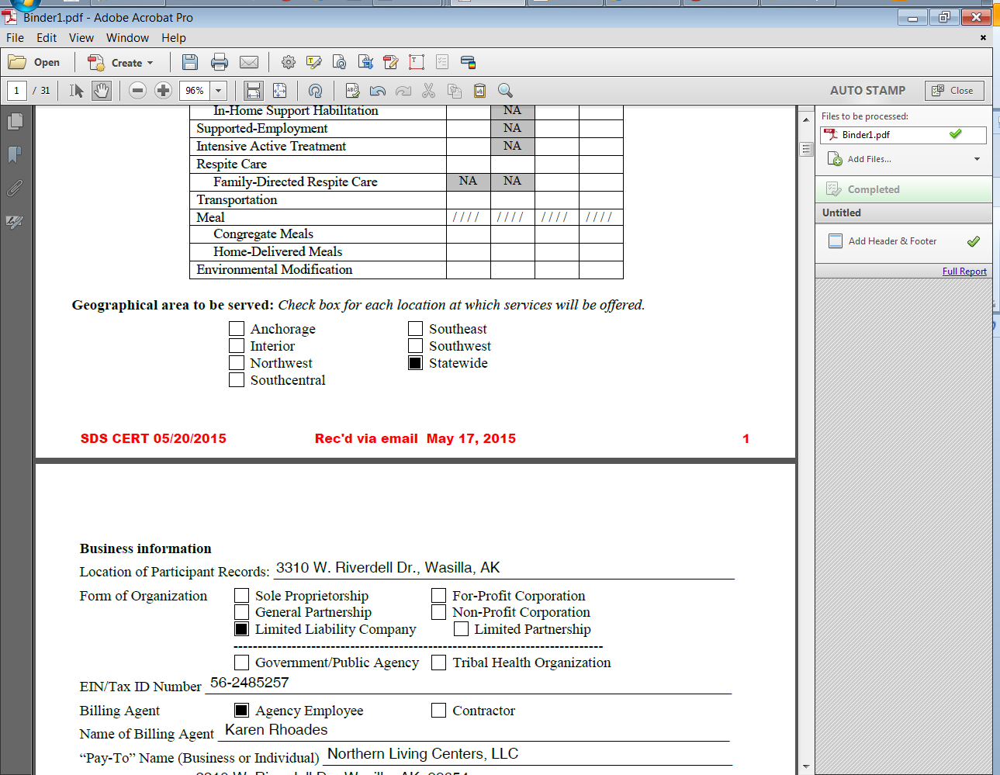 Binder1.pdf - Adobe Acrobat Pro
File Edit View Window Help
Open Create
1 / 31 96% AUTO STAMP Close
In-Home Support Habilitation NA
Supported-Employment NA
Intensive Active Treatment NA
Respite Care
Family-Directed Respite Care NA NA
Transportation
Meal //// //// //// ////
Congregate Meals
Home-Delivered Meals
Environmental Modification
Geographical area to be served: Check box for each location at which services will be offered.
Anchorage Southeast
Interior Southwest
Northwest Statewide
Southcentral
SDS CERT 05/20/2015 Rec'd via email May 17, 2015 1
Business information
Location of Participant Records: 3310 W. Riverdell Dr., Wasilla, AK
Form of Organization Sole Proprietorship For-Profit Corporation
General Partnership Non-Profit Corporation
Limited Liability Company Limited Partnership
Government/Public Agency Tribal Health Organization
EIN/Tax ID Number 56-2485257
Billing Agent Agency Employee Contractor
Name of Billing Agent Karen Rhoades
“Pay-To” Name (Business or Individual) Northern Living Centers, LLC
Files to be processed:
Binder1.pdf
Add Files...
Completed
Untitled
Add Header & Footer
Full Report